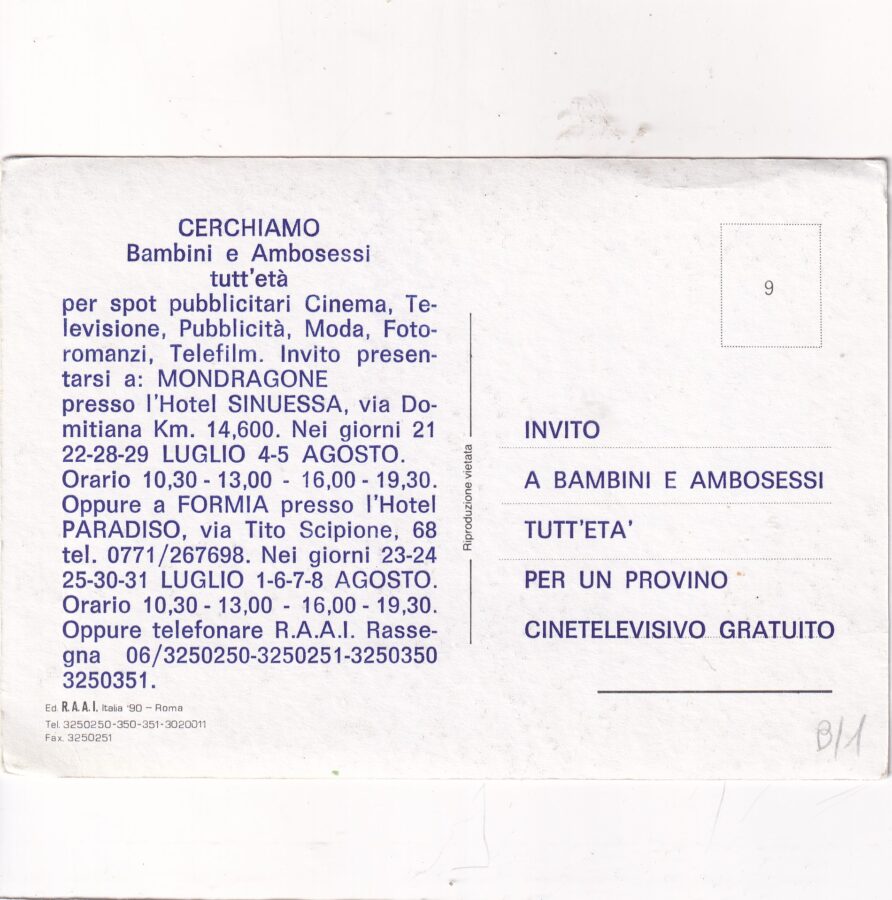 CERCHIAMO
Bambini e Ambosessi
tutt'età
per spot pubblicitari Cinema, Te-
levisione, Pubblicità, Moda, Foto-
romanzi, Telefilm. Invito presen-
tarsi a: MONDRAGONE
presso l'Hotel SINUESSA, via Do-
mitiana Km. 14,600. Nei giorni 21
22-28-29 LUGLIO 4-5 AGOSTO.
Orario 10,30 - 13,00 - 16,00 - 19,30.
Oppure a FORMIA presso l'Hotel
PARADISO, via Tito Scipione, 68
tel. 0771/267698. Nei giorni 23-24
25-30-31 LUGLIO 1-6-7-8 AGOSTO.
Orario 10,30 - 13,00 - 16,00 - 19,30.
Oppure telefonare R.A.A.I. Rasse-
gna 06/3250250-3250251-3250350
3250351.
Ed. R.A.A.I. Italia '90 - Roma
Tel. 3250250-350-351-3020011
Fax. 3250251
Riproduzione vietata
9
INVITO
A BAMBINI E AMBOSESSI
TUTT'ETA'
PER UN PROVINO
CINETELEVISIVO GRATUITO
B/1